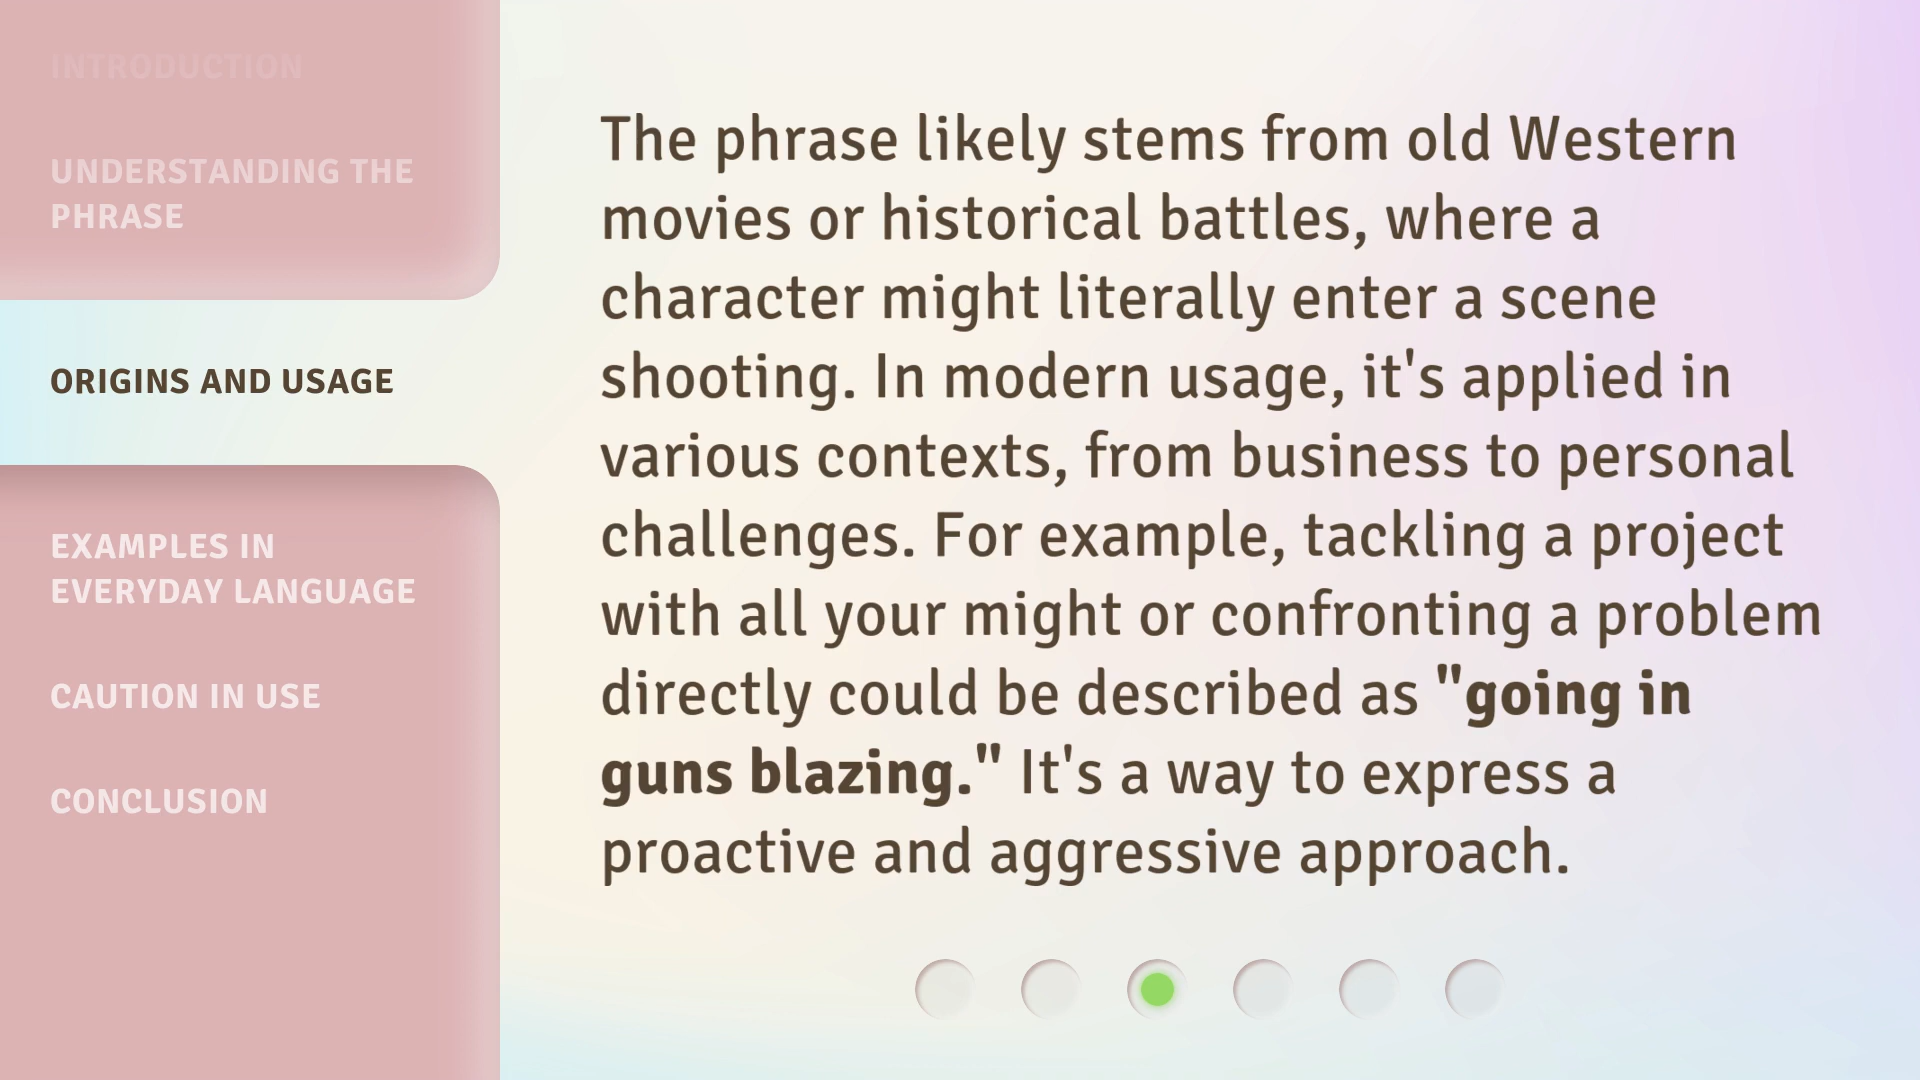 INTRODUCTION
UNDERSTANDING THE
PHRASE
ORIGINS AND USAGE
EXAMPLES IN
EVERYDAY LANGUAGE
CAUTION IN USE
CONCLUSION
The phrase likely stems from old Western
movies or historical battles, where a
character might literally enter a scene
shooting. In modern usage, it's applied in
various contexts, from business to personal
challenges. For example, tackling a project
with all your might or confronting a problem
directly could be described as "going in
guns blazing." It's a way to express a
proactive and aggressive approach.